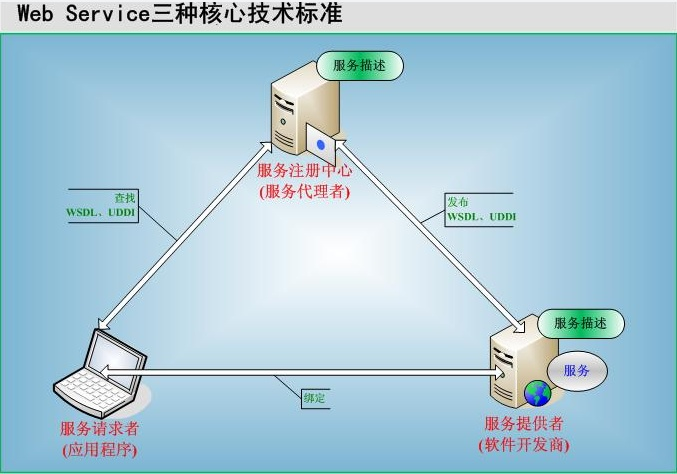 Web Service三种核心技术标准
服务描述
服务注册中心
(服务代理者)
查找
WSDL、UDDI
发布
WSDL、UDDI
服务描述
服务
绑定
服务请求者
(应用程序)
服务提供者
(软件开发商)